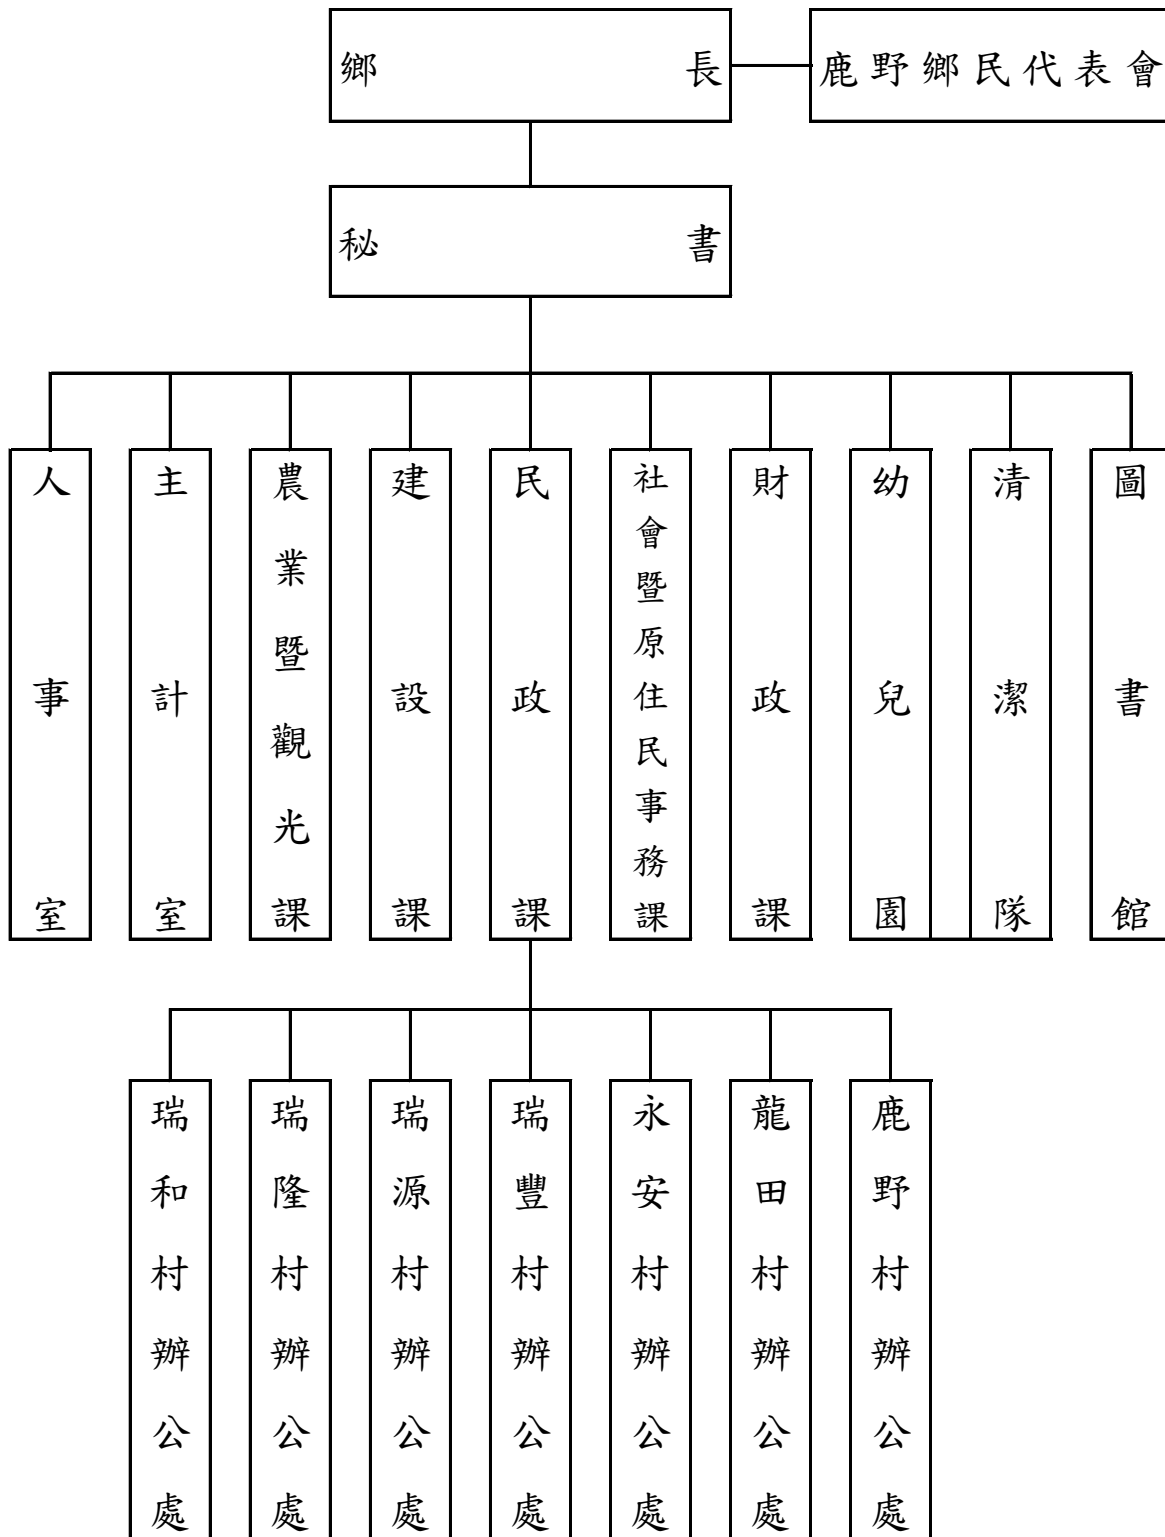 鄉長
鹿野鄉民代表會
秘書
人事室
主計室
農業暨觀光課
建設課
民政課
社會暨原住民事務課
財政課
幼兒園
清潔隊
圖書館
瑞和村辦公處
瑞隆村辦公處
瑞源村辦公處
瑞豐村辦公處
永安村辦公處
龍田村辦公處
鹿野村辦公處